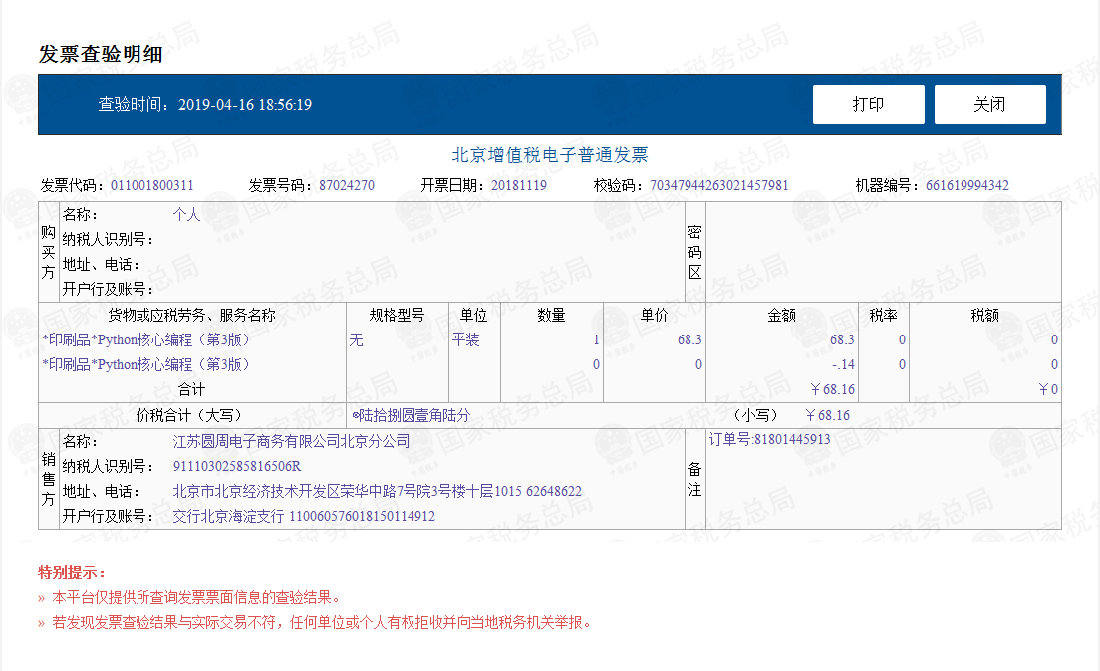 发票查验明细
查验时间：2019-04-16 18:56:19 打印 关闭
北京增值税电子普通发票
发票代码：011001800311 发票号码：87024270 开票日期：20181119 校验码：70347944263021457981 机器编号：661619994342
购买方 名称： 个人 密码区
纳税人识别号：
地址、电话：
开户行及账号：
货物或应税劳务、服务名称 规格型号 单位 数量 单价 金额 税率 税额
*印刷品*Python核心编程（第3版） 无 平装 1 68.3 68.3 0 0
*印刷品*Python核心编程（第3版） 0 0 -.14 0 0
合计 ￥68.16 ￥0
价税合计（大写） ⊗陆拾捌圆壹角陆分 （小写） ￥68.16
销售方 名称： 江苏圆周电子商务有限公司北京分公司 备注 订单号:81801445913
纳税人识别号： 91110302585816506R
地址、电话： 北京市北京经济技术开发区荣华中路7号院3号楼十层1015 62648622
开户行及账号： 交行北京海淀支行 110060576018150114912
特别提示：
» 本平台仅提供所查询发票票面信息的查验结果。
» 若发现发票查验结果与实际交易不符，任何单位或个人有权拒收并向当地税务机关举报。
国家税务总局